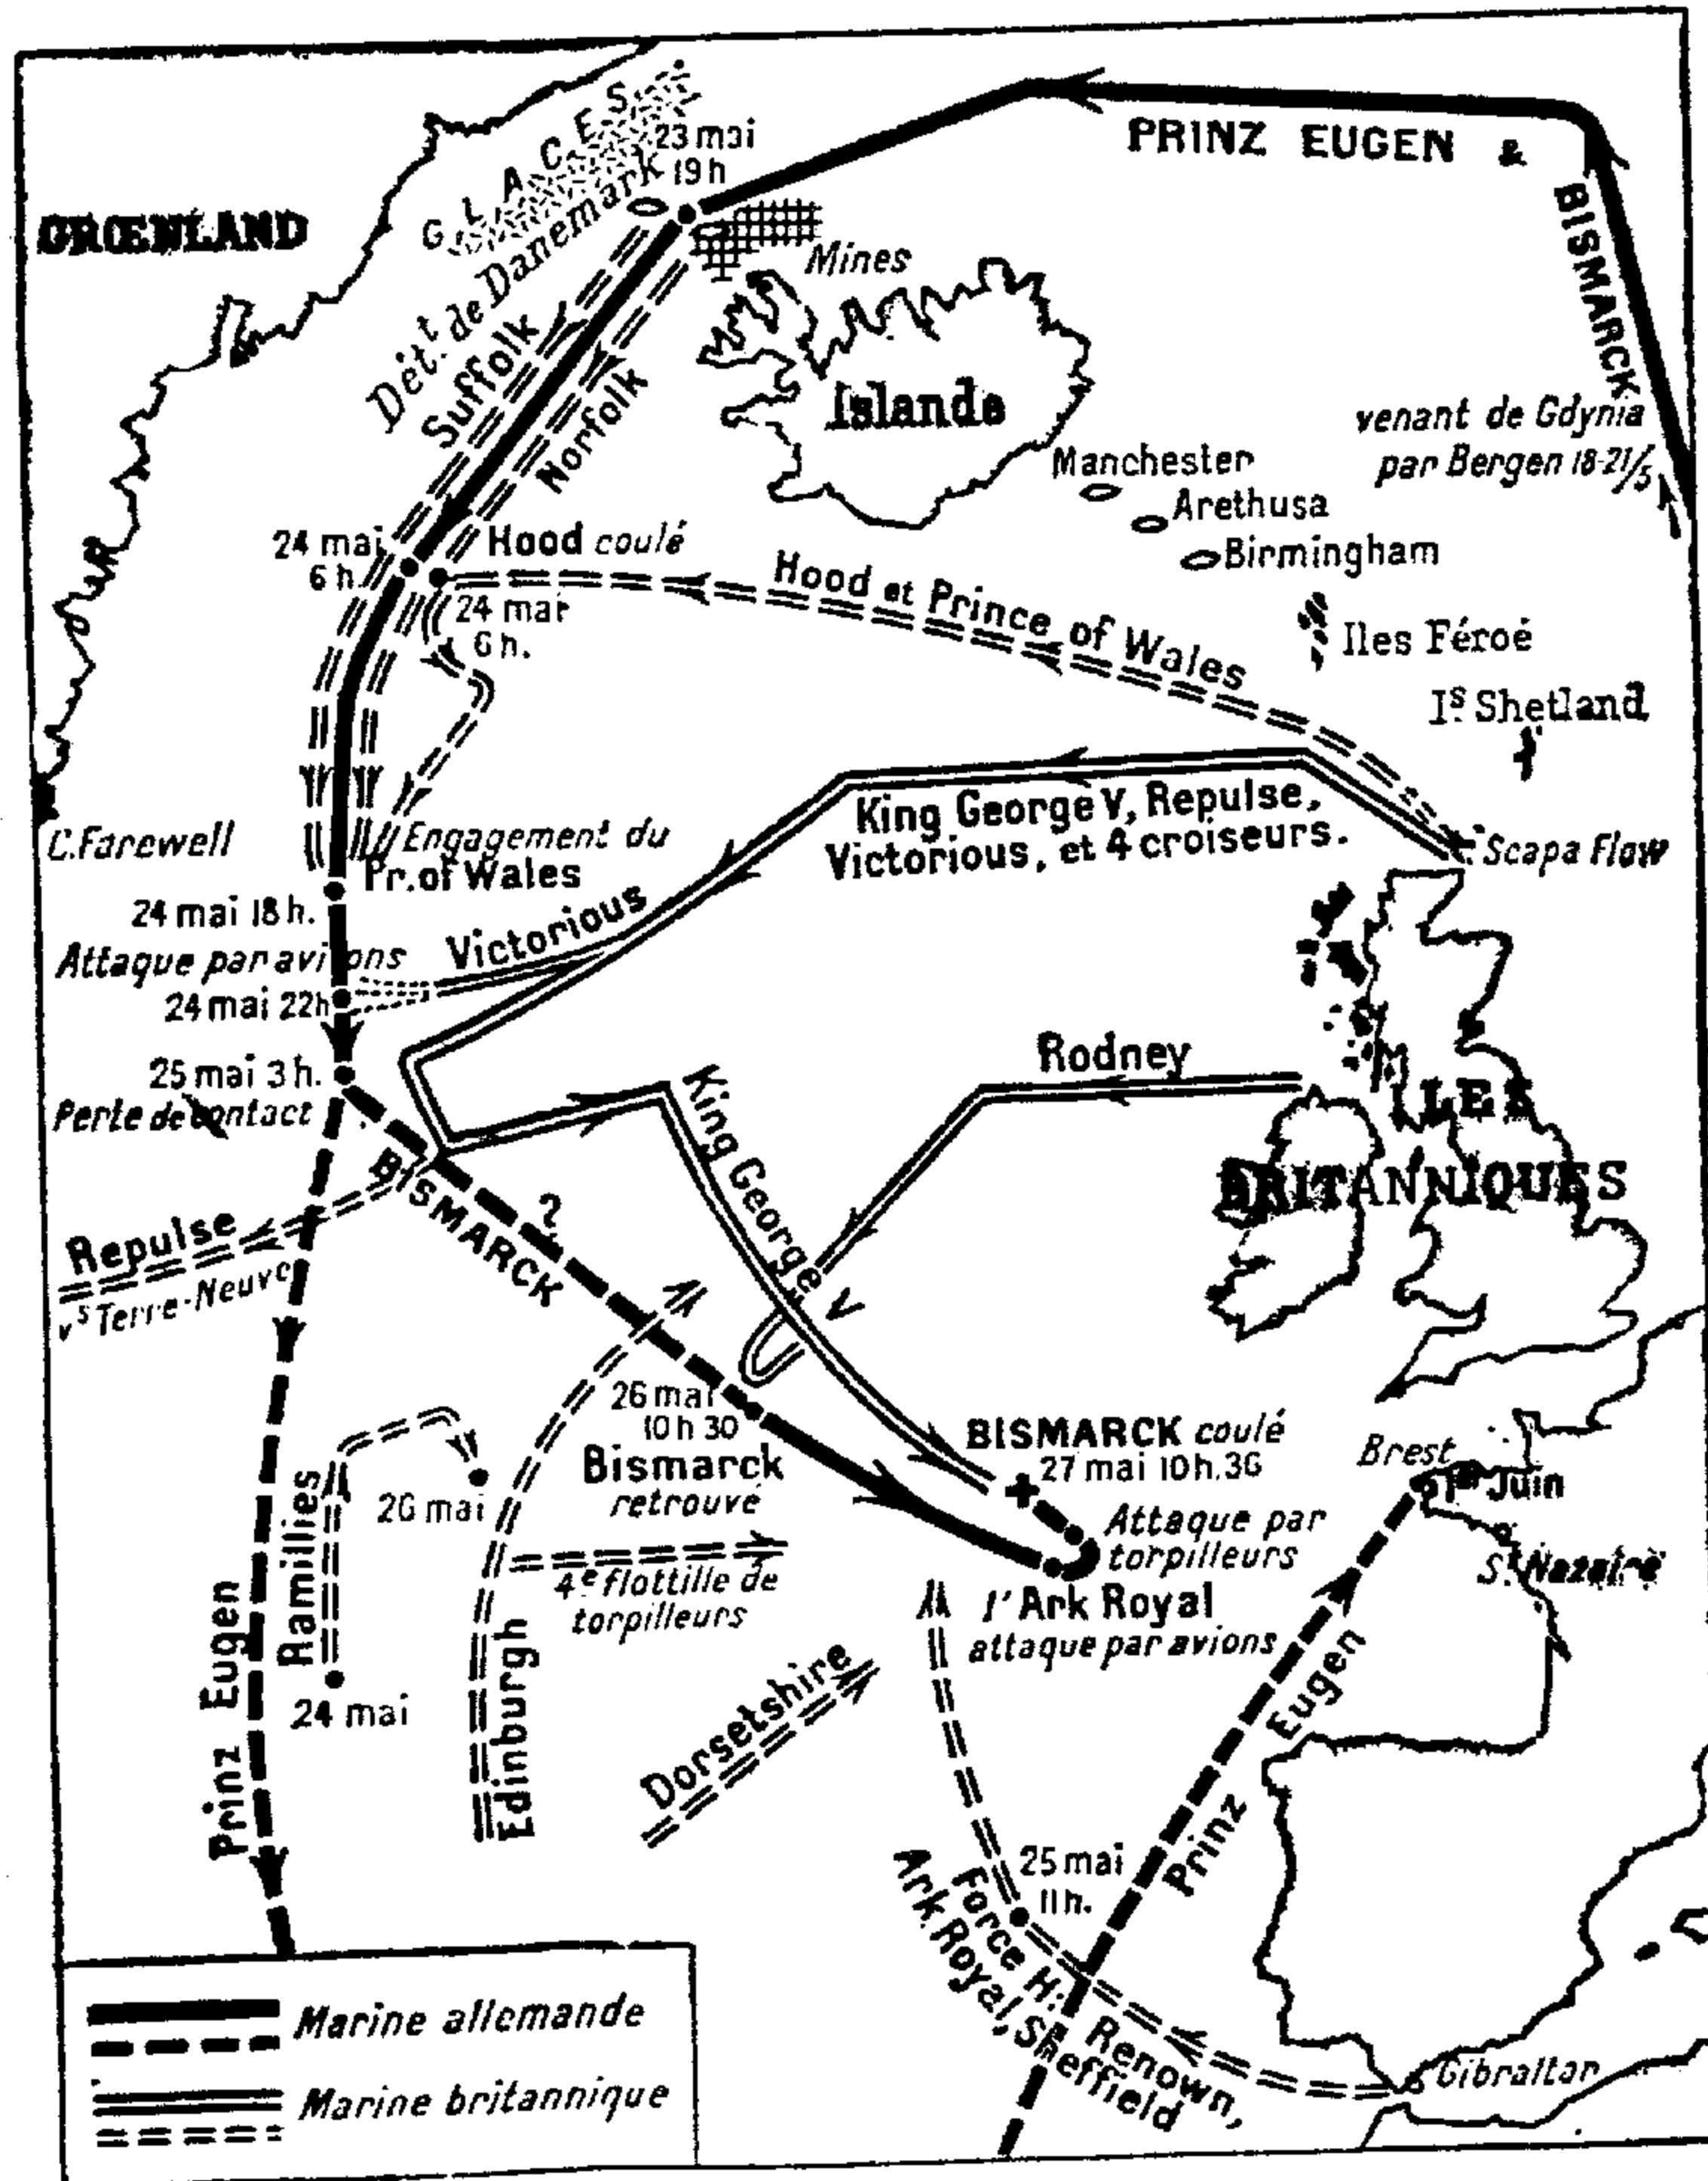 GLACES
23 mai
19 h
PRINZ EUGEN &
BISMARCK
GRŒNLAND
Dét.t de Danemark
Mines
Suffolk
Norfolk
Islande
venant de Gdynia
par Bergen 18-21/5
Manchester
Arethusa
Birmingham
24 mai
6 h.
Hood coulé
24 mai
6 h.
Hood et Prince of Wales
Iles Féroé
Is. Shetland
King George V, Repulse,
Victorious, et 4 croiseurs.
Scapa Flow
C. Farewell
Engagement du
Pr. of Wales
24 mai 18 h.
Attaque par avions
24 mai 22h
Victorious
25 mai 3 h.
Perte de contact
Rodney
King George V
ILES
BRITANNIQUES
BISMARCK
?
Repulse
vs Terre-Neuve
26 mai
10 h 30
Bismarck
retrouvé
BISMARCK coulé
27 mai 10h.36
Brest
1er Juin
St. Nazaire
Attaque par
torpilleurs
26 mai
Ramillies
24 mai
4e flottille de
torpilleurs
l'Ark Royal
attaque par avions
Prinz Eugen
Edinburgh
Dorsetshire
Prinz Eugen
25 mai
11 h.
Force H: Renown,
Ark Royal, Sheffield
Gibraltar
Marine allemande
Marine britannique